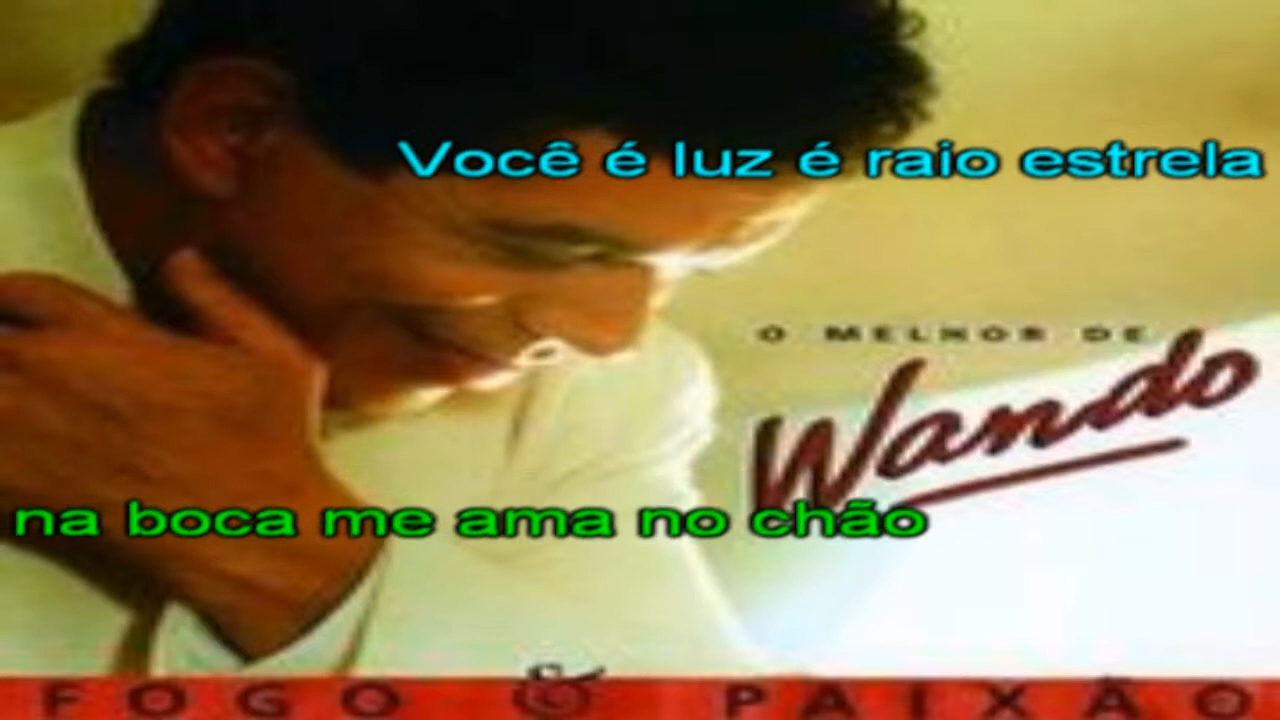 Você é luz é raio estrela
O MELHOR DE
Wando
na boca me ama no chão
FOGO & PAIXÃO